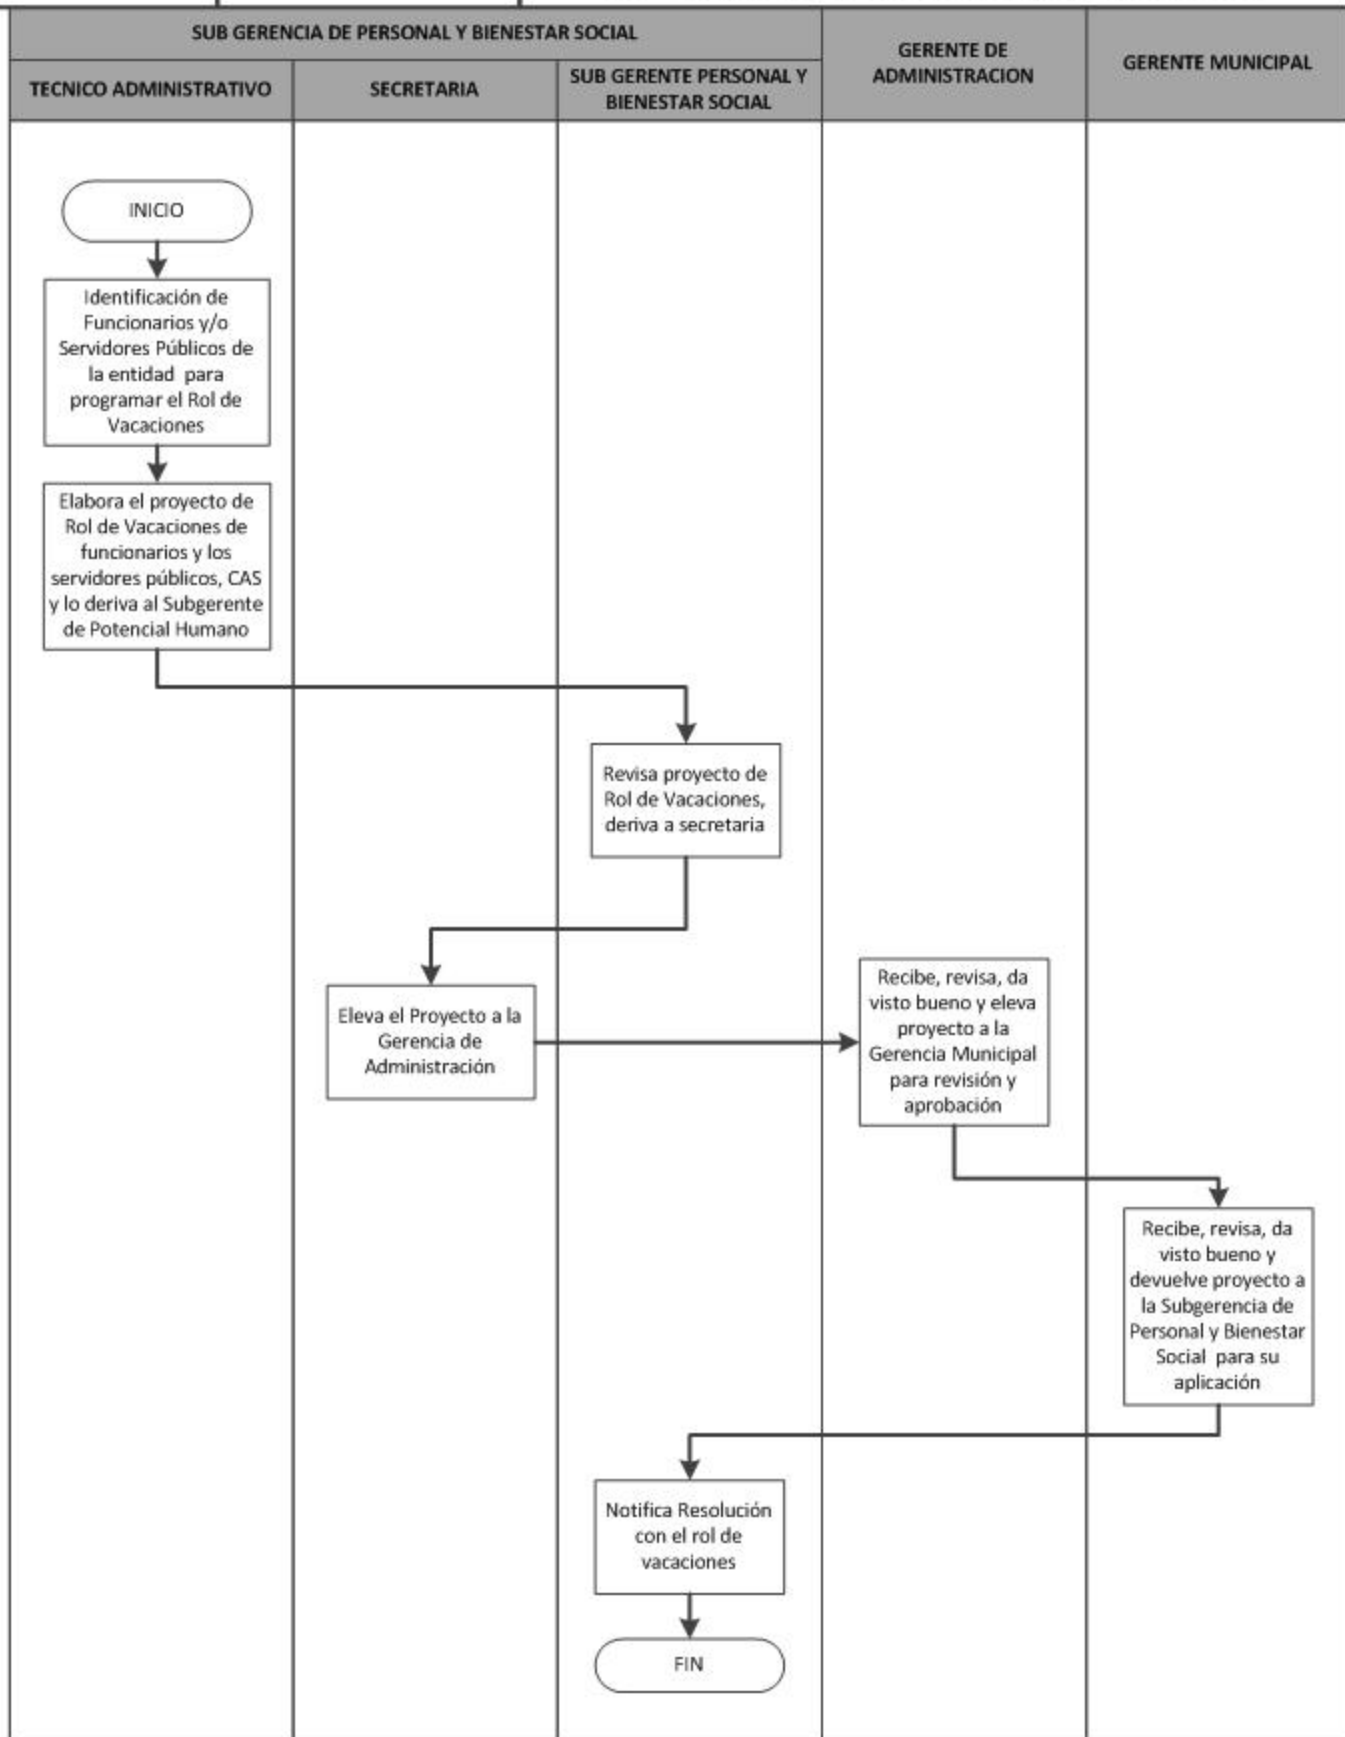 SUB GERENCIA DE PERSONAL Y BIENESTAR SOCIAL
GERENTE DE
ADMINISTRACION
GERENTE MUNICIPAL
TECNICO ADMINISTRATIVO
SECRETARIA
SUB GERENTE PERSONAL Y
BIENESTAR SOCIAL
INICIO
Identificación de
Funcionarios y/o
Servidores Públicos de
la entidad para
programar el Rol de
Vacaciones
Elabora el proyecto de
Rol de Vacaciones de
funcionarios y los
servidores públicos, CAS
y lo deriva al Subgerente
de Potencial Humano
Revisa proyecto de
Rol de Vacaciones,
deriva a secretaria
Eleva el Proyecto a la
Gerencia de
Administración
Recibe, revisa, da
visto bueno y eleva
proyecto a la
Gerencia Municipal
para revisión y
aprobación
Recibe, revisa, da
visto bueno y
devuelve proyecto a
la Subgerencia de
Personal y Bienestar
Social para su
aplicación
Notifica Resolución
con el rol de
vacaciones
FIN